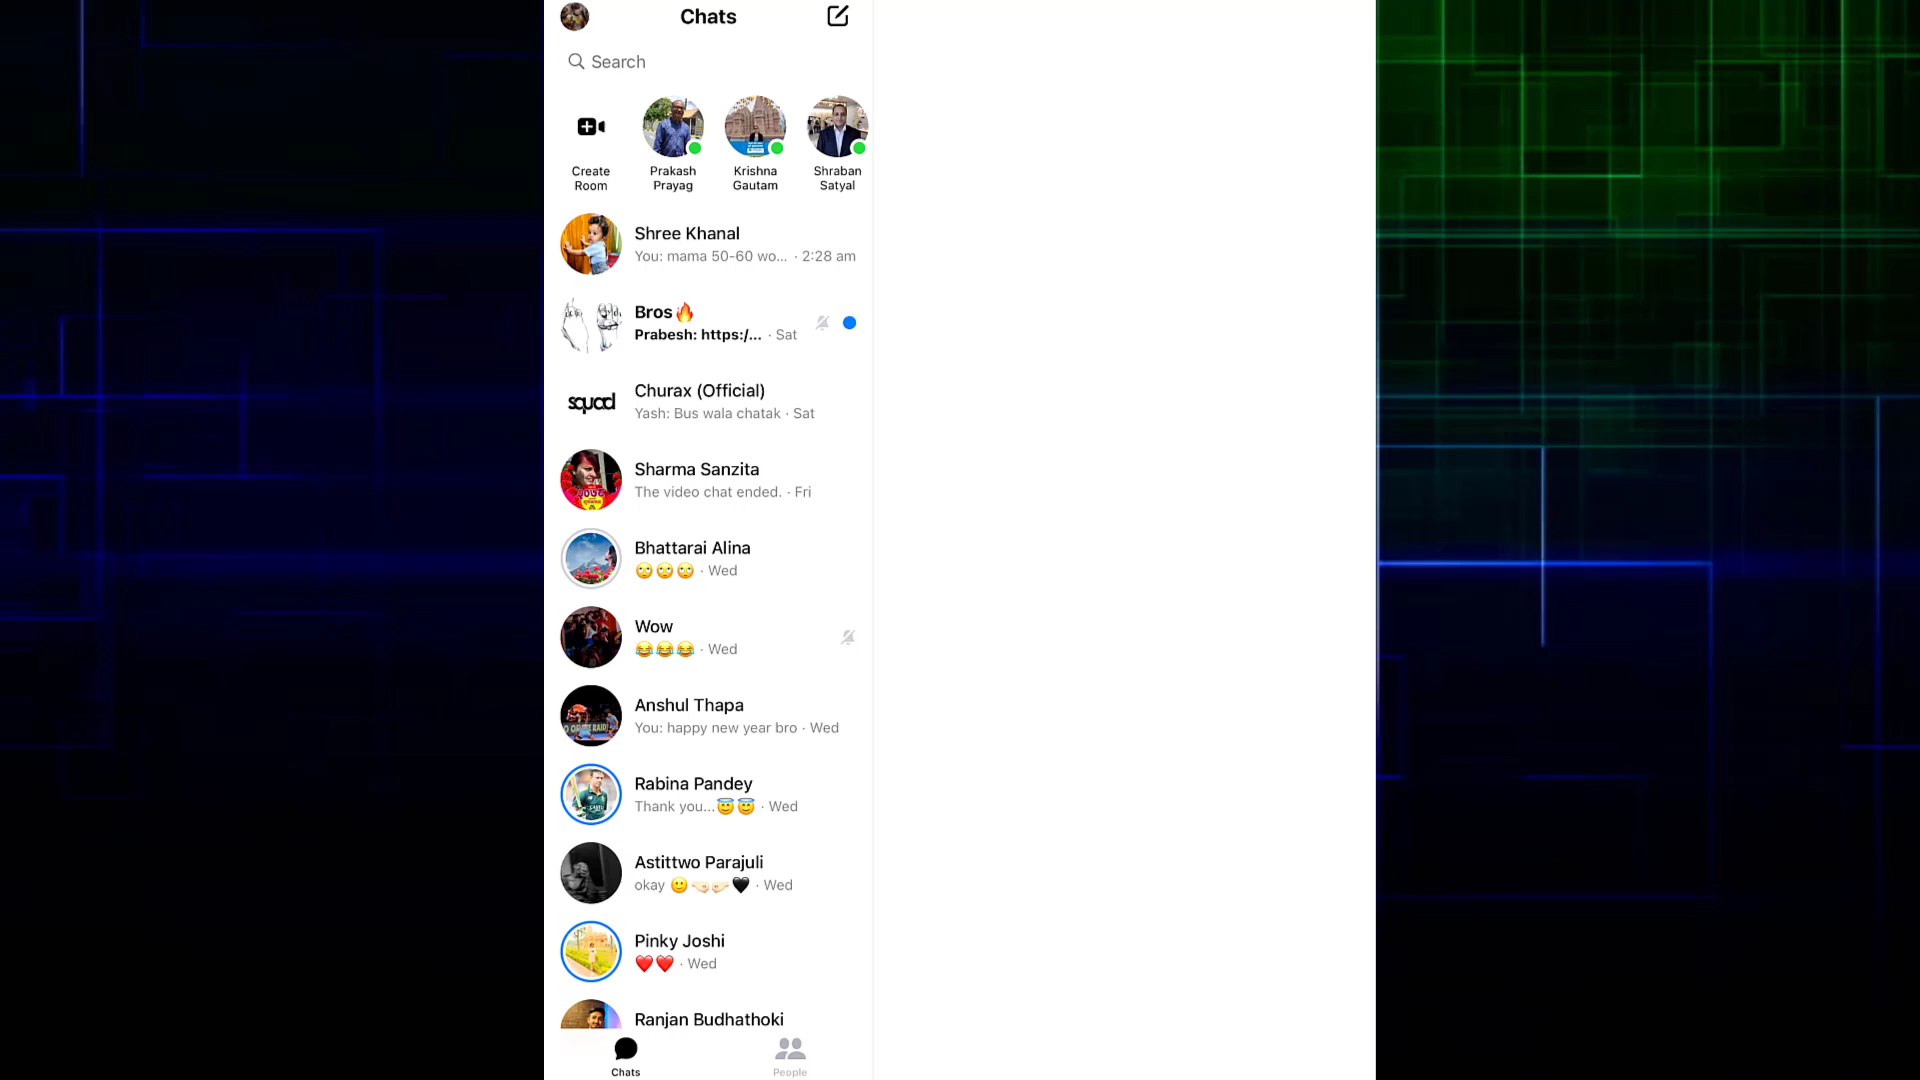 Chats
Search
Create
Room
Prakash
Prayag
Krishna
Gautam
Shraban
Satyal
Shree Khanal
You: mama 50-60 wo... · 2:28 am
Bros🔥
Prabesh: https:/... · Sat
squad
Churax (Official)
Yash: Bus wala chatak · Sat
Sharma Sanzita
The video chat ended. · Fri
Bhattarai Alina
🙄🙄🙄 · Wed
Wow
😂😂😂 · Wed
Anshul Thapa
You: happy new year bro · Wed
Rabina Pandey
Thank you...😇😇 · Wed
Astittwo Parajuli
okay 🙂🤜🏻🤛🏻🖤 · Wed
Pinky Joshi
❤️❤️ · Wed
Ranjan Budhathoki
Chats
People